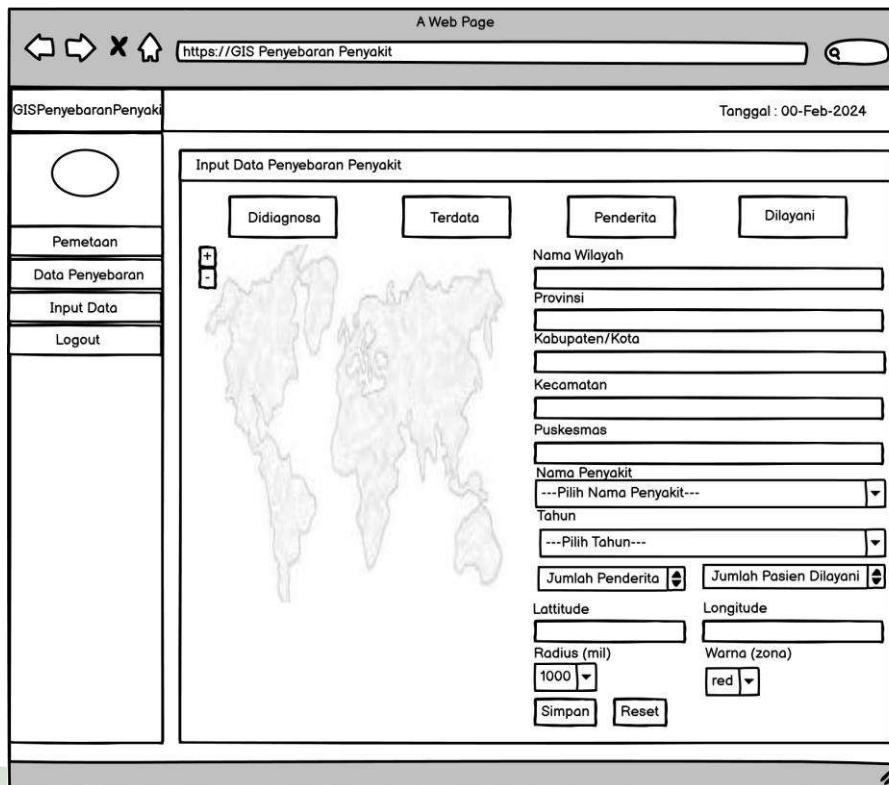 A Web Page
https://GIS Penyebaran Penyakit
GISPenyebaranPenyaki
Tanggal : 00-Feb-2024
Input Data Penyebaran Penyakit
Didiagnosa
Terdata
Penderita
Dilayani
Pemetaan
Data Penyebaran
Input Data
Logout
+
-
Nama Wilayah
Provinsi
Kabupaten/Kota
Kecamatan
Puskesmas
Nama Penyakit
---Pilih Nama Penyakit---
Tahun
---Pilih Tahun---
Jumlah Penderita
Jumlah Pasien Dilayani
Lattitude
Longitude
Radius (mil)
Warna (zona)
1000
red
Simpan
Reset